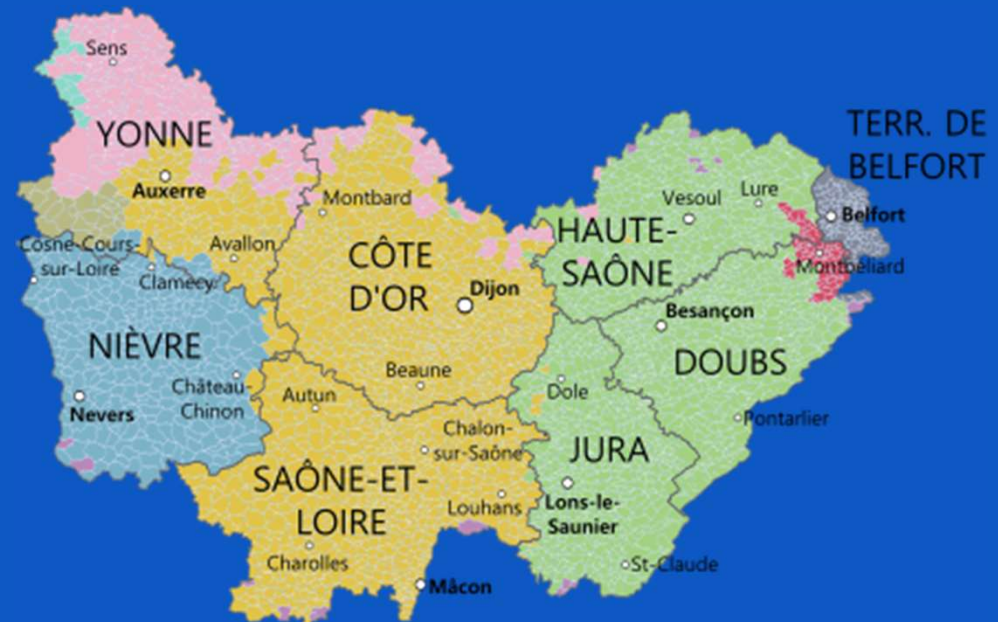 Sens
YONNE
TERR. DE
BELFORT
Auxerre
Montbard
Vesoul
Lure
Belfort
Cosne-Cours-
sur-Loire
Avallon
Clamecy
CÔTE
D'OR
Dijon
HAUTE-
SAÔNE
Montbéliard
Besançon
NIÈVRE
DOUBS
Beaune
Château-
Chinon
Autun
Dole
Nevers
Pontarlier
Chalon-
sur-Saône
JURA
SAÔNE-ET-
LOIRE
Louhans
Lons-le-
Saunier
Charolles
St-Claude
Mâcon